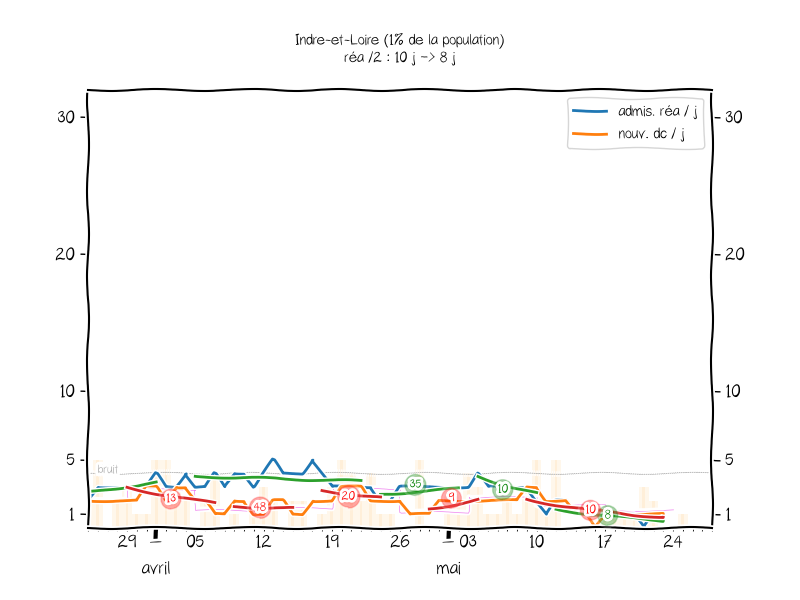 Indre-et-Loire (1% de la population)
réa /2 : 10 j -> 8 j
admis. réa / j
nouv. dc / j
30 30
20 20
10 10
5 5
1 1
bruit
13 48 20 35 9 10 10 8
29 05 12 19 26 03 10 17 24
avril mai